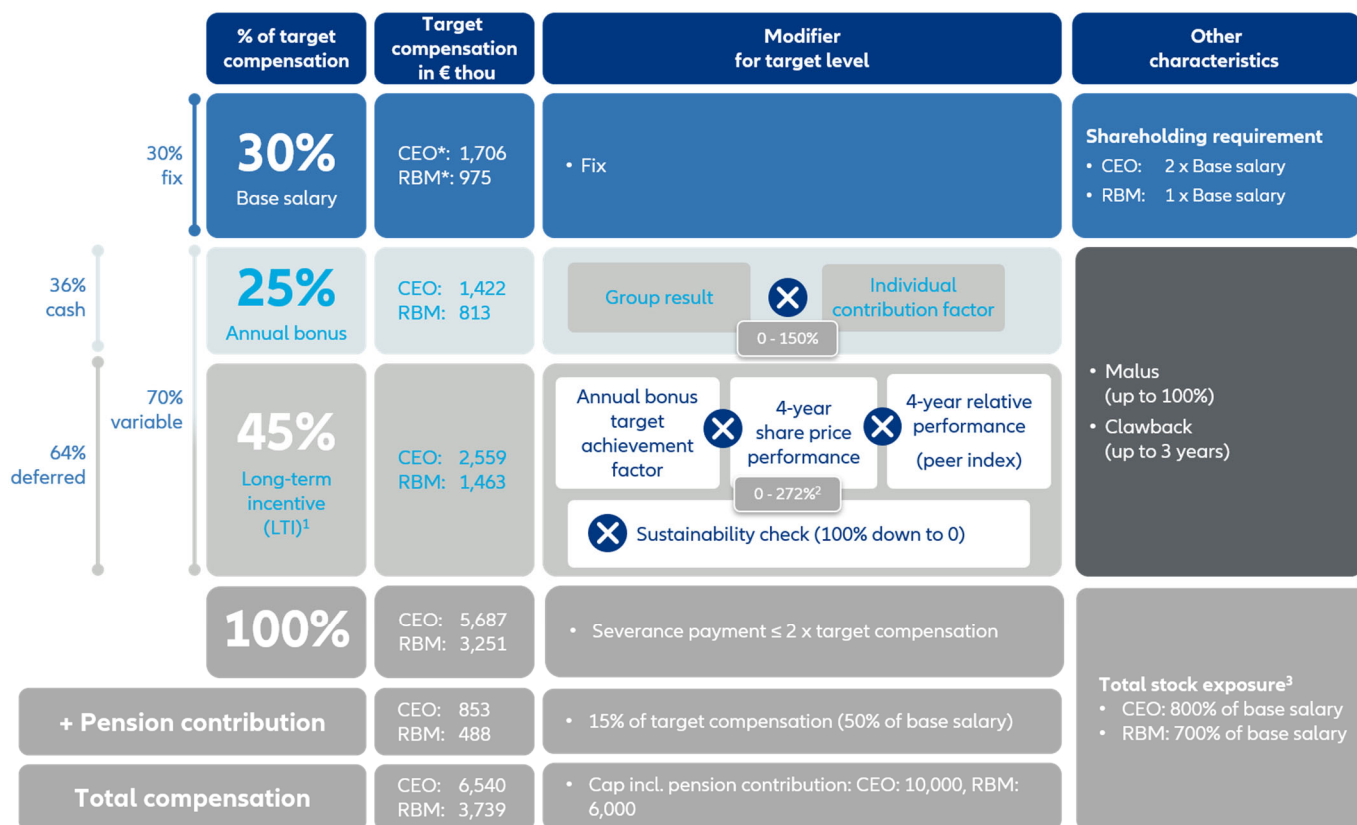 % of target
compensation
Target
compensation
in € thou
Modifier
for target level
Other
characteristics
30%
fix
30%
Base salary
CEO*: 1,706
RBM*: 975
• Fix
Shareholding requirement
• CEO: 2 x Base salary
• RBM: 1 x Base salary
36%
cash
70%
variable
64%
deferred
25%
Annual bonus
CEO: 1,422
RBM: 813
Group result
Individual
contribution factor
0 - 150%
45%
Long-term
incentive
(LTI)¹
CEO: 2,559
RBM: 1,463
Annual bonus
target
achievement
factor
4-year
share price
performance
4-year relative
performance
(peer index)
0 - 272%²
Sustainability check (100% down to 0)
• Malus
(up to 100%)
• Clawback
(up to 3 years)
100%
CEO: 5,687
RBM: 3,251
• Severance payment ≤ 2 x target compensation
+ Pension contribution
CEO: 853
RBM: 488
• 15% of target compensation (50% of base salary)
Total compensation
CEO: 6,540
RBM: 3,739
• Cap incl. pension contribution: CEO: 10,000, RBM:
6,000
Total stock exposure³
• CEO: 800% of base salary
• RBM: 700% of base salary